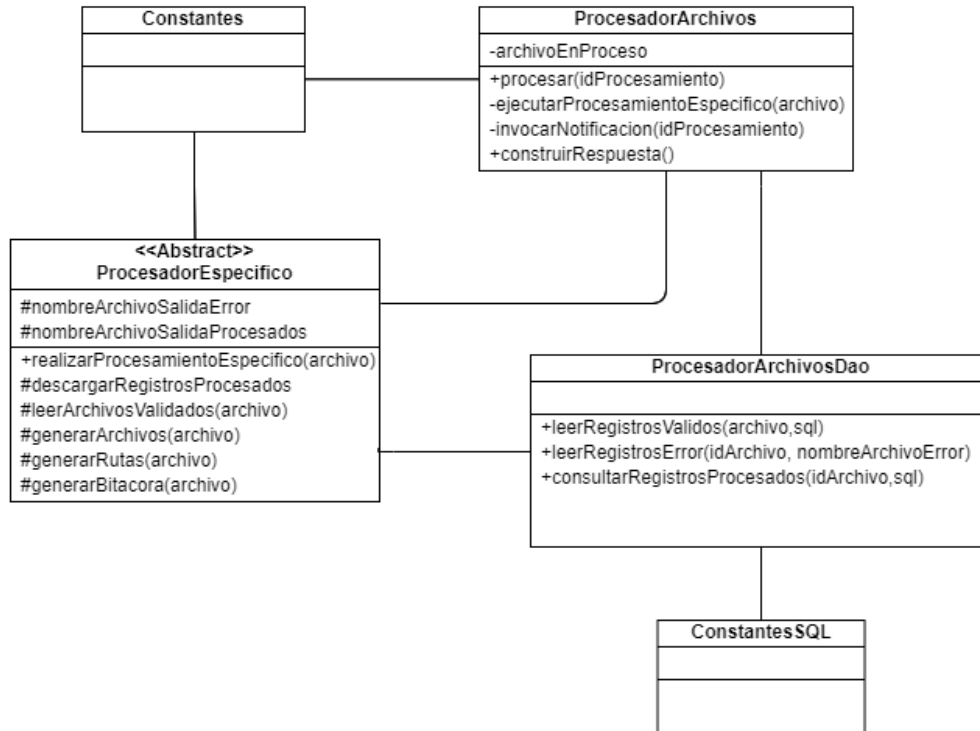 Constantes
ProcesadorArchivos
-archivoEnProceso
+procesar(idProcesamiento)
-ejecutarProcesamientoEspecifico(archivo)
-invocarNotificacion(idProcesamiento)
+construirRespuesta()
<<Abstract>>
ProcesadorEspecifico
#nombreArchivoSalidaError
#nombreArchivoSalidaProcesados
+realizarProcesamientoEspecifico(archivo)
#descargarRegistrosProcesados
#leerArchivosValidados(archivo)
#generarArchivos(archivo)
#generarRutas(archivo)
#generarBitacora(archivo)
ProcesadorArchivosDao
+leerRegistrosValidos(archivo,sql)
+leerRegistrosError(idArchivo, nombreArchivoError)
+consultarRegistrosProcesados(idArchivo,sql)
ConstantesSQL